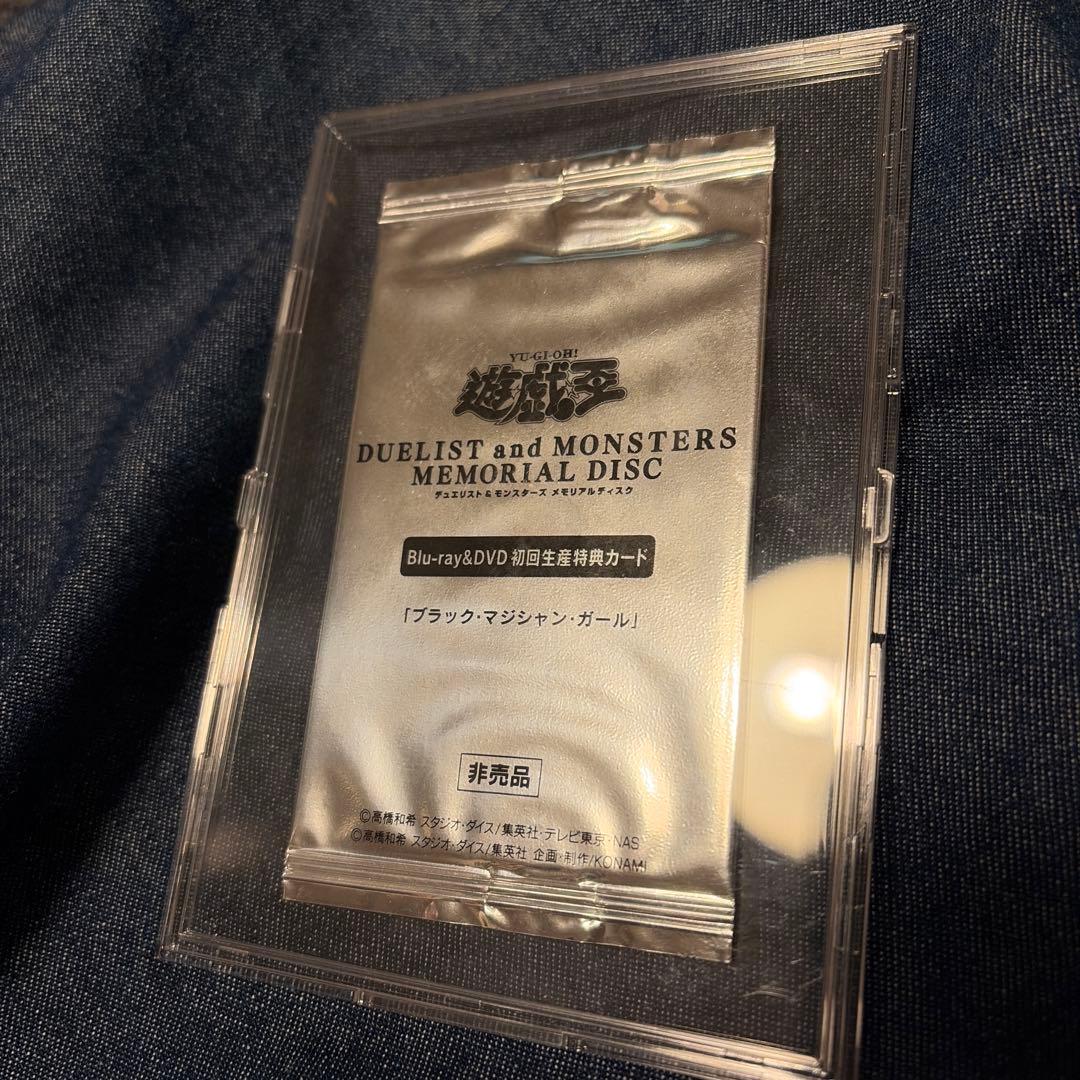 YU-GI-OH!
遊戯王
DUELIST and MONSTERS
MEMORIAL DISC
デュエリスト&モンスターズ メモリアルディスク
Blu-ray&DVD 初回生産特典カード
「ブラック・マジシャン・ガール」
非売品
©高橋和希 スタジオ・ダイス/集英社・テレビ東京・NAS
©高橋和希 スタジオ・ダイス/集英社 企画・制作/KONAMI